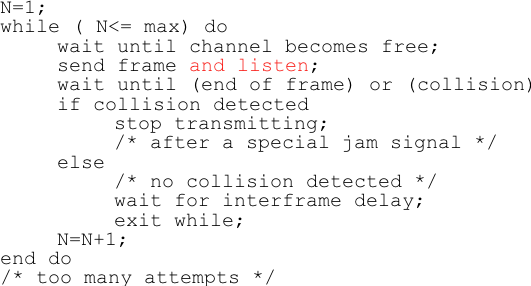 N=1;
while ( N<= max) do
wait until channel becomes free;
send frame and listen;
wait until (end of frame) or (collision)
if collision detected
stop transmitting;
/* after a special jam signal */
else
/* no collision detected */
wait for interframe delay;
exit while;
N=N+1;
end do
/* too many attempts */